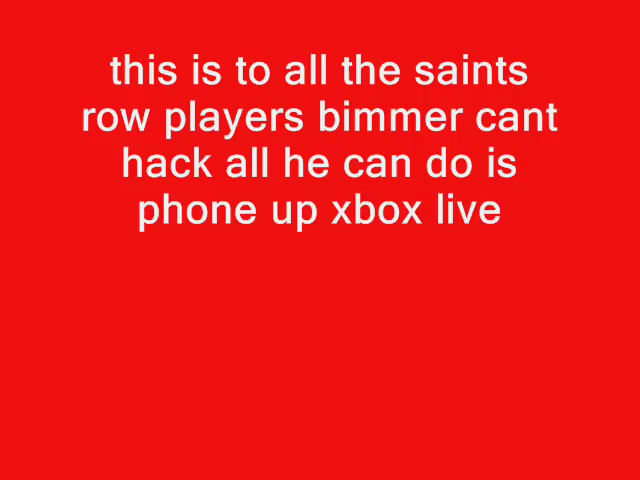 this is to all the saints
row players bimmer cant
hack all he can do is
phone up xbox live